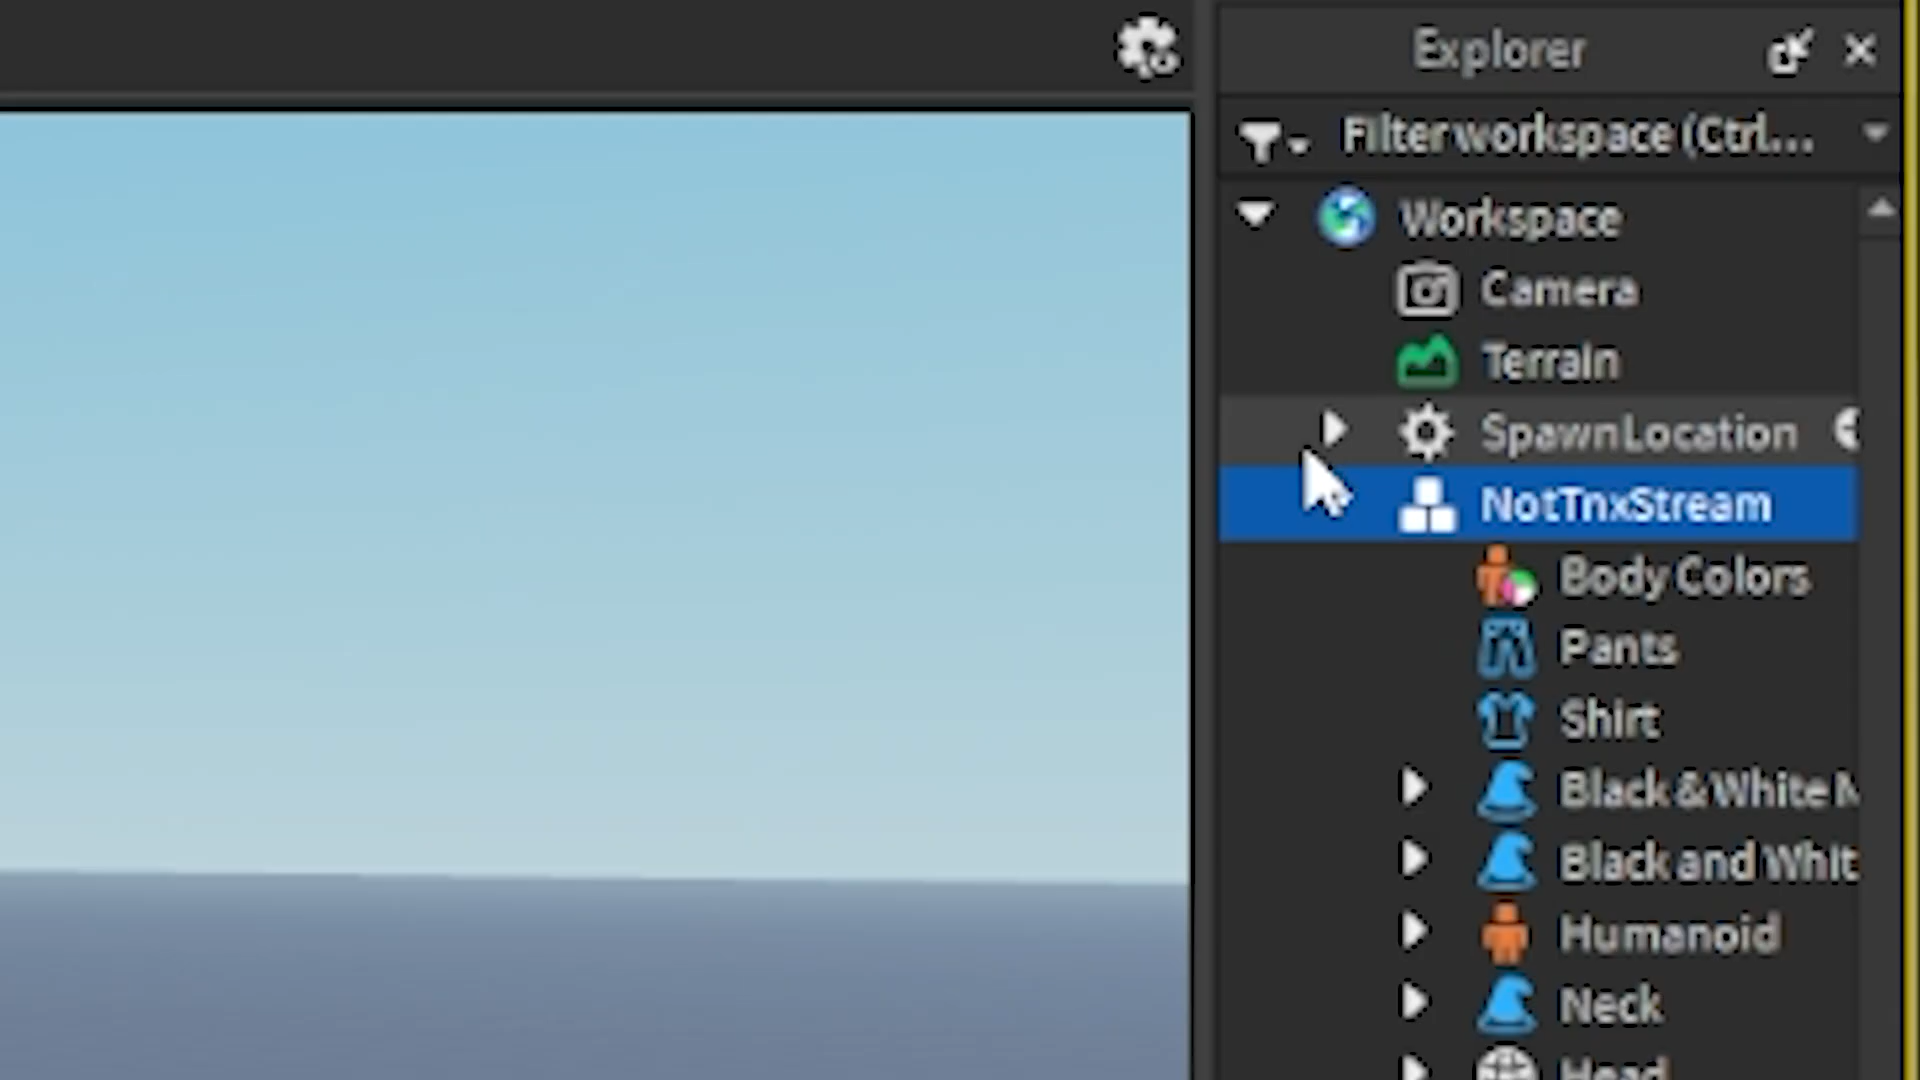 Explorer
Filter workspace (Ctrl...
Workspace
Camera
Terrain
SpawnLocation
NotTnxStream
Body Colors
Pants
Shirt
Black & White
Black and Whit
Humanoid
Neck
Head